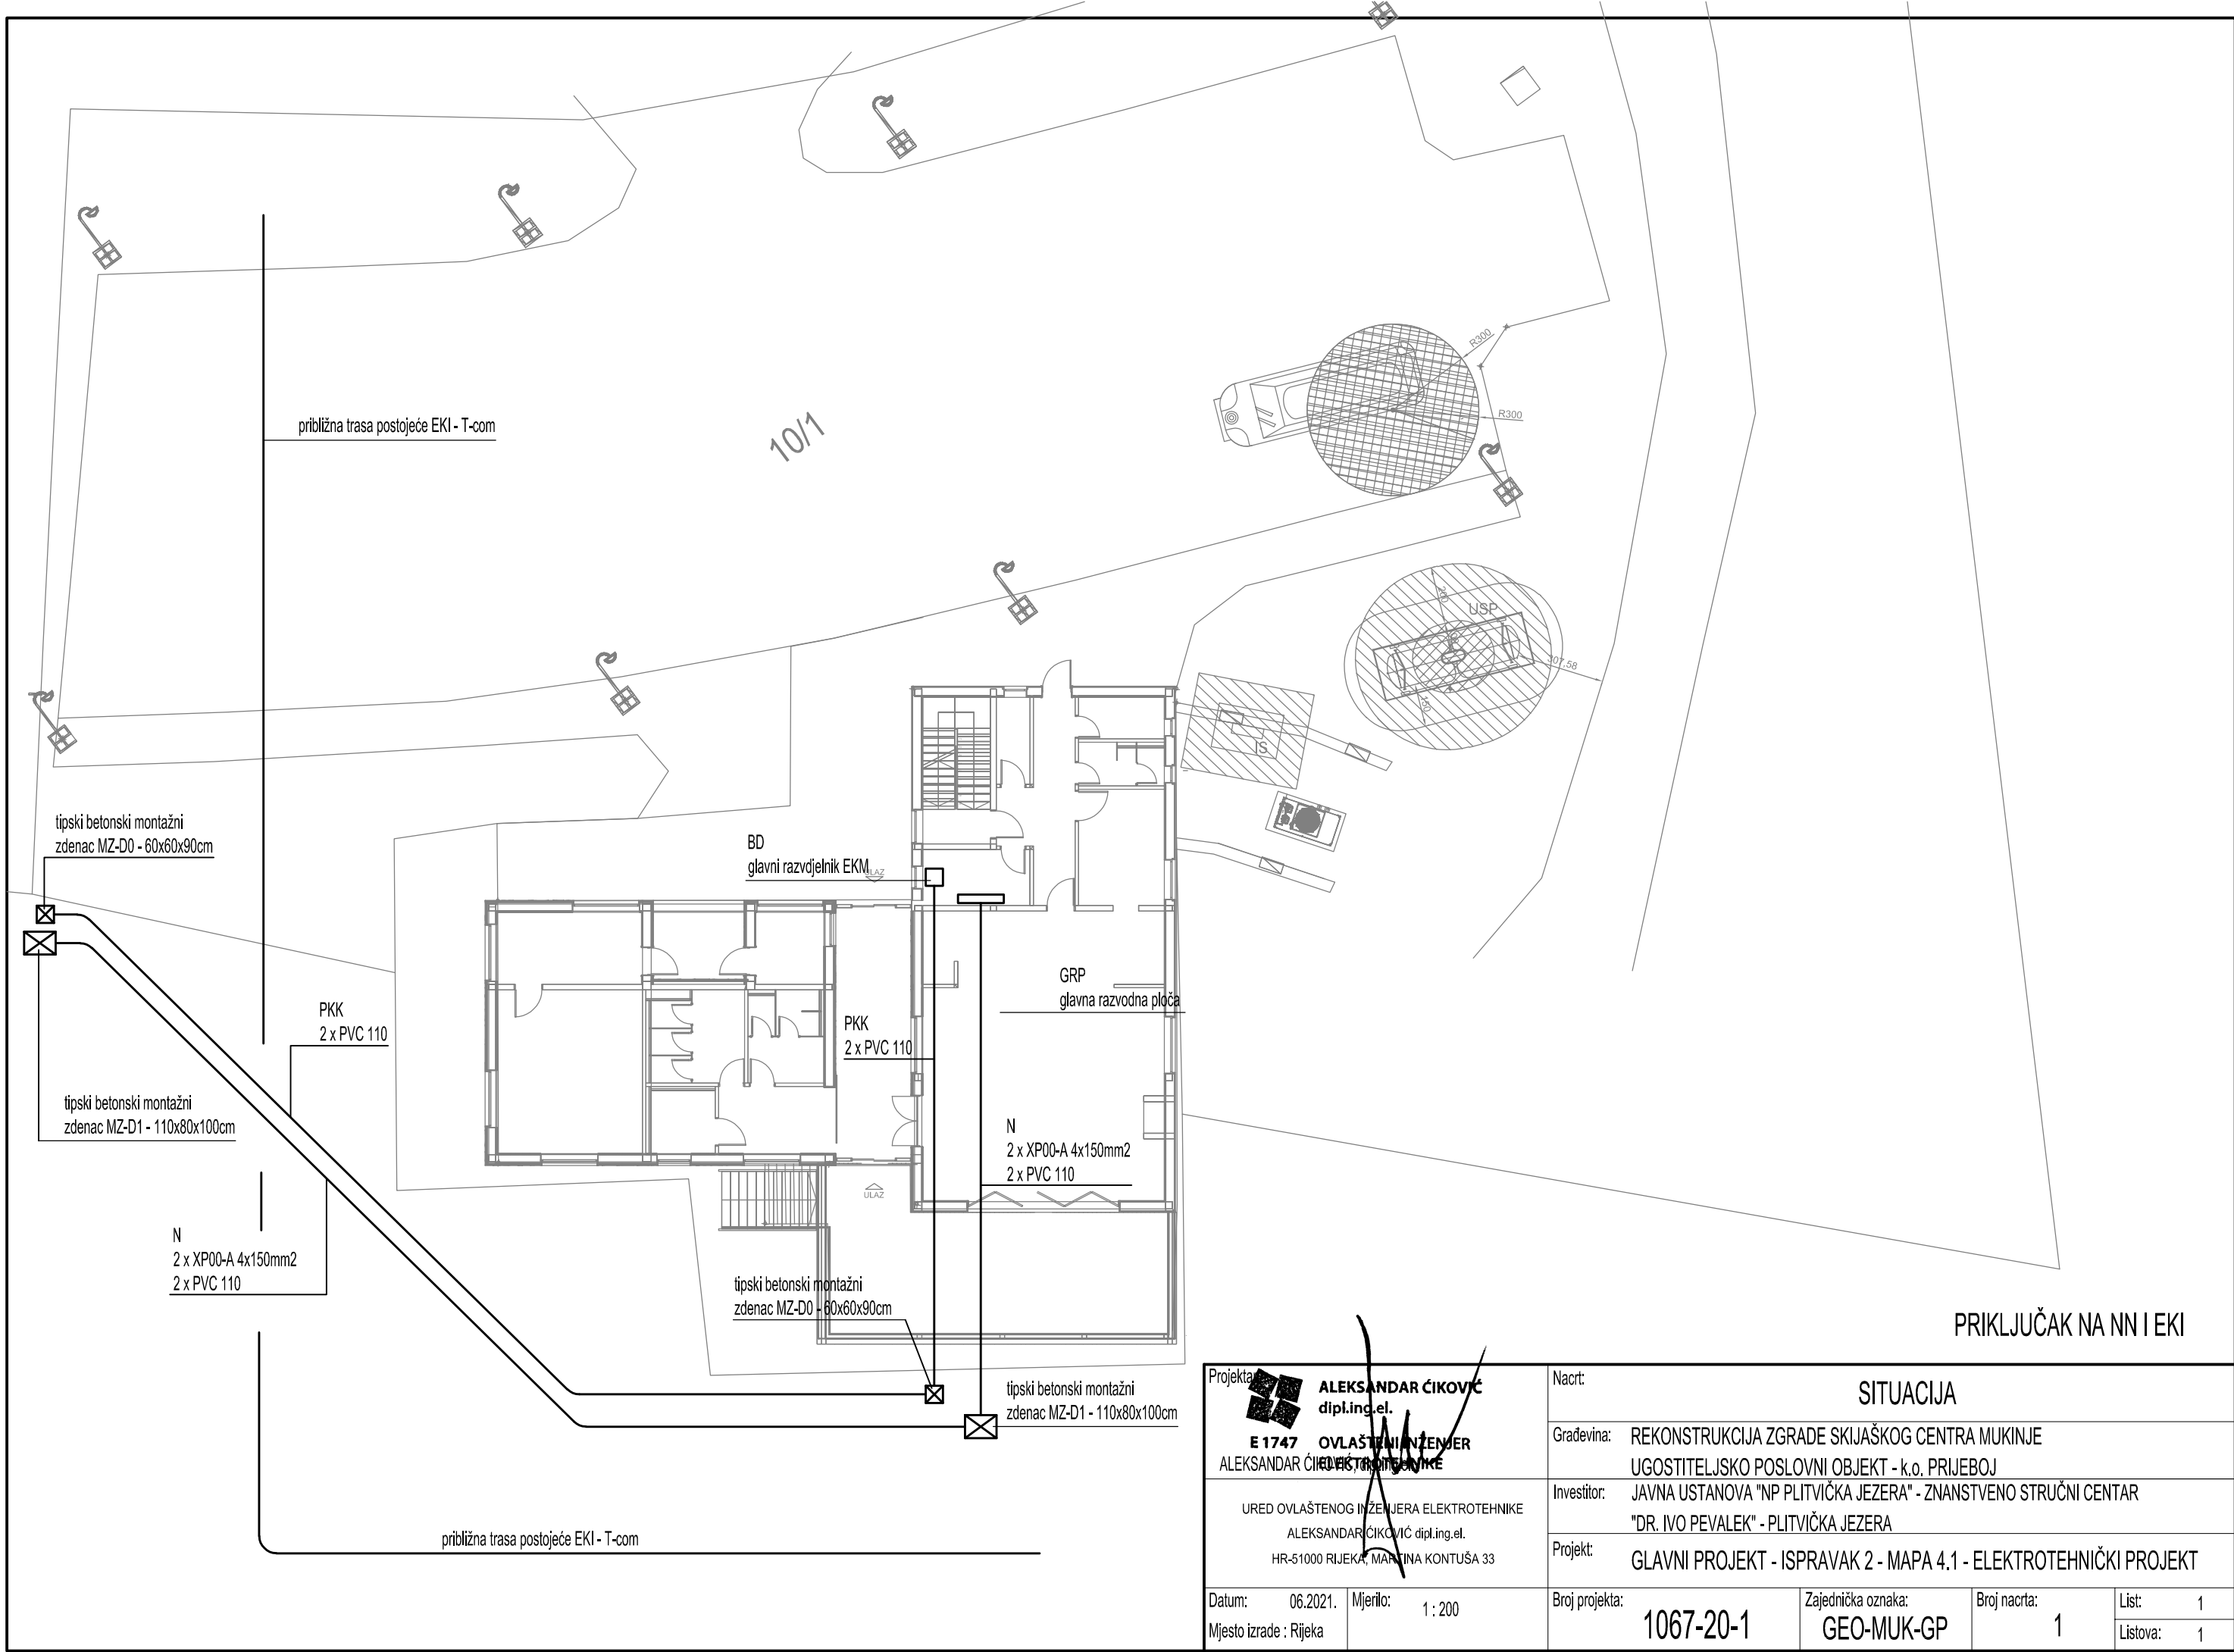 R300
R300
približna trasa postojeće EKI - T-com
10/1
200
USP
307,58
150
IS
tipski betonski montažni
zdenac MZ-D0 - 60x60x90cm
BD
glavni razvdjelnik EKM
ULAZ
GRP
glavna razvodna ploča
PKK
2 x PVC 110
PKK
2 x PVC 110
tipski betonski montažni
zdenac MZ-D1 - 110x80x100cm
N
2 x XP00-A 4x150mm2
2 x PVC 110
ULAZ
N
2 x XP00-A 4x150mm2
2 x PVC 110
tipski betonski montažni
zdenac MZ-D0 - 60x60x90cm
tipski betonski montažni
zdenac MZ-D1 - 110x80x100cm
približna trasa postojeće EKI - T-com
PRIKLJUČAK NA NN I EKI
ALEKSANDAR ĆIKOVIĆ
dipl.ing.el.
E 1747 OVLAŠTENI INŽENJER
ELEKTROTEHNIKE
ALEKSANDAR
URED OVLAŠTENOG INŽENJERA ELEKTROTEHNIKE
ALEKSANDAR ĆIKOVIĆ dipl.ing.el.
HR-51000 RIJEKA, MARTINA KONTUŠA 33
Datum: 06.2021.
Mjesto izrade : Rijeka
Mjerilo: 1 : 200
Nacrt: SITUACIJA
Građevina: REKONSTRUKCIJA ZGRADE SKIJAŠKOG CENTRA MUKINJE
UGOSTITELJSKO POSLOVNI OBJEKT - k.o. PRIJEBOJ
Investitor: JAVNA USTANOVA "NP PLITVIČKA JEZERA" - ZNANSTVENO STRUČNI CENTAR
"DR. IVO PEVALEK" - PLITVIČKA JEZERA
Projekt: GLAVNI PROJEKT - ISPRAVAK 2 - MAPA 4.1 - ELEKTROTEHNIČKI PROJEKT
Broj projekta: 1067-20-1
Zajednička oznaka: GEO-MUK-GP
Broj nacrta: 1
List: 1
Listova: 1